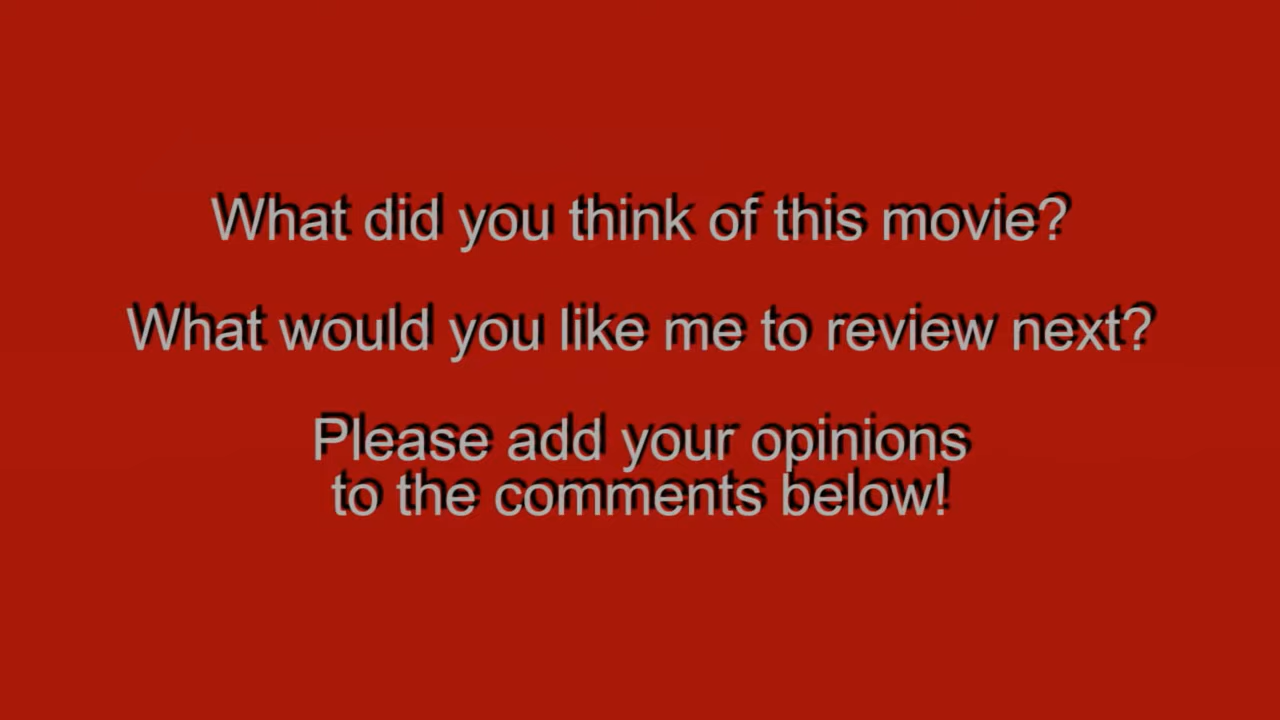 What did you think of this movie?
What would you like me to review next?
Please add your opinions
to the comments below!